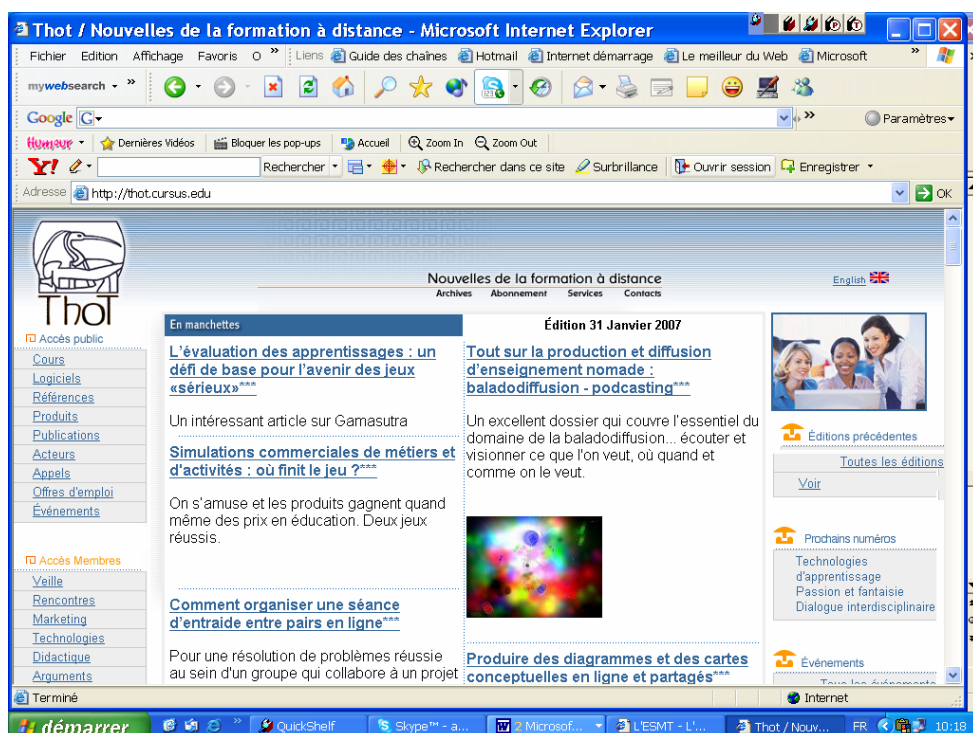 Thot / Nouvelles de la formation à distance - Microsoft Internet Explorer
Fichier Edition Affichage Favoris O » Liens Guide des chaînes Hotmail Internet démarrage Le meilleur du Web Microsoft »
mywebsearch »
Google G » Paramètres
Humour Dernières Vidéos Bloquer les pop-ups Accueil Zoom In Zoom Out
Y! Rechercher Rechercher dans ce site Surbrillance Ouvrir session Enregistrer
Adresse http://thot.cursus.edu OK
Nouvelles de la formation à distance
Archives Abonnement Services Contacts
English
ThoT
Accès public
Cours
Logiciels
Références
Produits
Publications
Acteurs
Appels
Offres d'emploi
Événements
Accès Membres
Veille
Rencontres
Marketing
Technologies
Didactique
Arguments
En manchettes
L'évaluation des apprentissages : un
défi de base pour l'avenir des jeux
«sérieux»***
Un intéressant article sur Gamasutra
Simulations commerciales de métiers et
d'activités : où finit le jeu ?***
On s'amuse et les produits gagnent quand
même des prix en éducation. Deux jeux
réussis.
Comment organiser une séance
d'entraide entre pairs en ligne***
Pour une résolution de problèmes réussie
au sein d'un groupe qui collabore à un projet
Édition 31 Janvier 2007
Tout sur la production et diffusion
d'enseignement nomade :
baladodiffusion - podcasting***
Un excellent dossier qui couvre l'essentiel du
domaine de la baladodiffusion... écouter et
visionner ce que l'on veut, où quand et
comme on le veut.
Produire des diagrammes et des cartes
conceptuelles en ligne et partagés***
Éditions précédentes
Toutes les éditions
Voir
Prochains numéros
Technologies
d'apprentissage
Passion et fantaisie
Dialogue interdisciplinaire
Événements
Tous les événements
Terminé Internet
démarrer » QuickShelf Skype™ - a... 2 Microsof... L'ESMT - L'... Thot / Nouv... FR 10:18